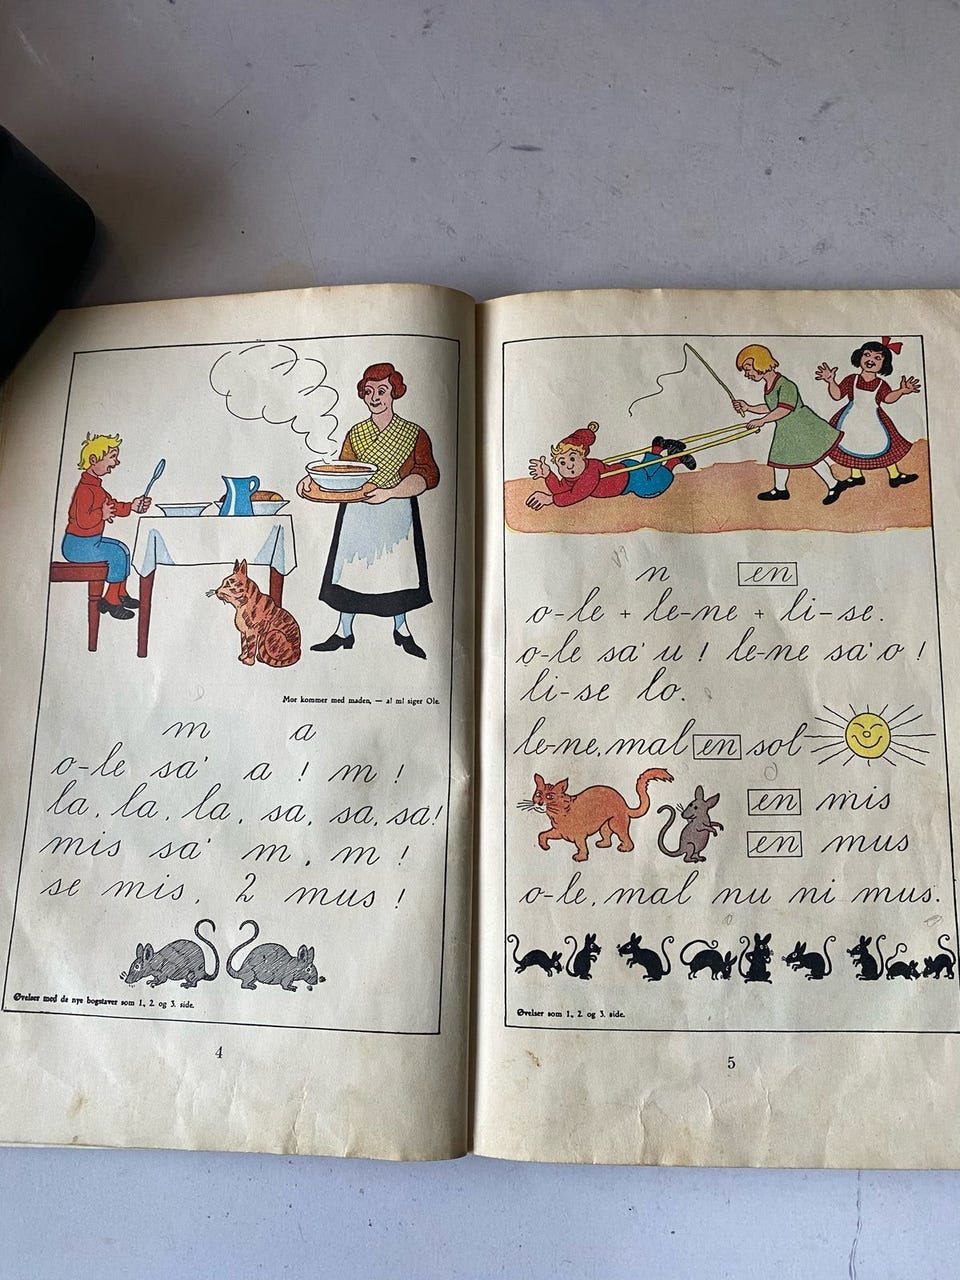 Mor kommer med maden, — a! m! siger Ole.
m a
o-le sa' a ! m !
la, la, la, sa, sa, sa!
mis sa' m, m !
se mis, 2 mus !
Øvelser med de nye bogstaver som 1., 2. og 3. side.
4
n en
o-le + le-ne + li-se.
o-le sa' u ! le-ne sa' o !
li-se lo.
le-ne, mal en sol
en mis
en mus
o-le, mal nu ni mus.
Øvelser som 1., 2. og 3. side.
5